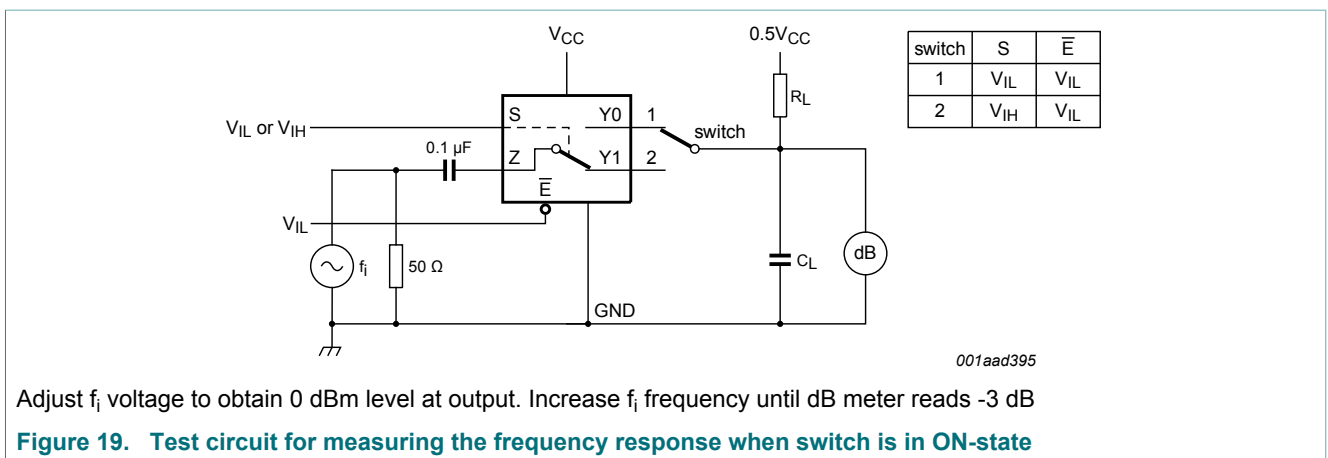 V_CC
0.5V_CC
switch S E̅
1 V_IL V_IL
2 V_IH V_IL
R_L
V_IL or V_IH
S
Y0 1
switch
0.1 µF
Z
Y1 2
E̅
V_IL
f_i
50 Ω
C_L
dB
GND
001aad395
Adjust f_i voltage to obtain 0 dBm level at output. Increase f_i frequency until dB meter reads -3 dB
Figure 19. Test circuit for measuring the frequency response when switch is in ON-state